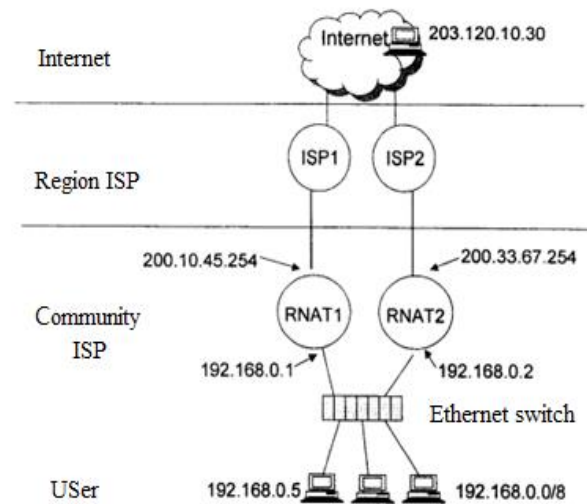 Internet
Internet
203.120.10.30
ISP1
ISP2
Region ISP
200.10.45.254
200.33.67.254
RNAT1
RNAT2
Community
ISP
192.168.0.1
192.168.0.2
Ethernet switch
USer
192.168.0.5
192.168.0.0/8